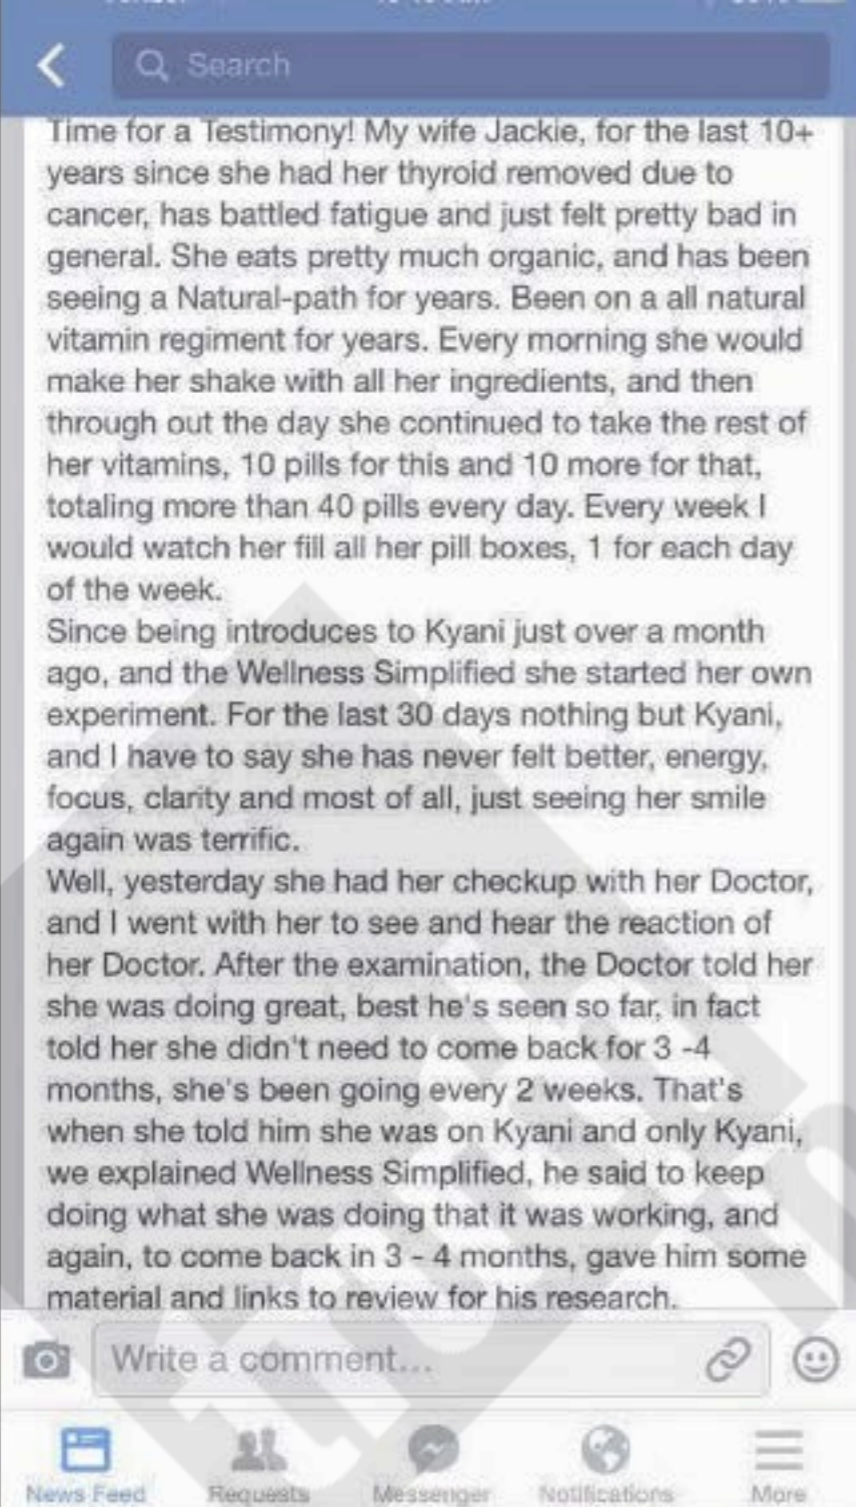 Search
Time for a Testimony! My wife Jackie, for the last 10+
years since she had her thyroid removed due to
cancer, has battled fatigue and just felt pretty bad in
general. She eats pretty much organic, and has been
seeing a Natural-path for years. Been on a all natural
vitamin regiment for years. Every morning she would
make her shake with all her ingredients, and then
through out the day she continued to take the rest of
her vitamins, 10 pills for this and 10 more for that,
totaling more than 40 pills every day. Every week I
would watch her fill all her pill boxes, 1 for each day
of the week.
Since being introduces to Kyani just over a month
ago, and the Wellness Simplified she started her own
experiment. For the last 30 days nothing but Kyani,
and I have to say she has never felt better, energy,
focus, clarity and most of all, just seeing her smile
again was terrific.
Well, yesterday she had her checkup with her Doctor,
and I went with her to see and hear the reaction of
her Doctor. After the examination, the Doctor told her
she was doing great, best he's seen so far, in fact
told her she didn't need to come back for 3 -4
months, she's been going every 2 weeks. That's
when she told him she was on Kyani and only Kyani,
we explained Wellness Simplified, he said to keep
doing what she was doing that it was working, and
again, to come back in 3 - 4 months, gave him some
material and links to review for his research.
Write a comment...
News Feed Requests Messenger Notifications More